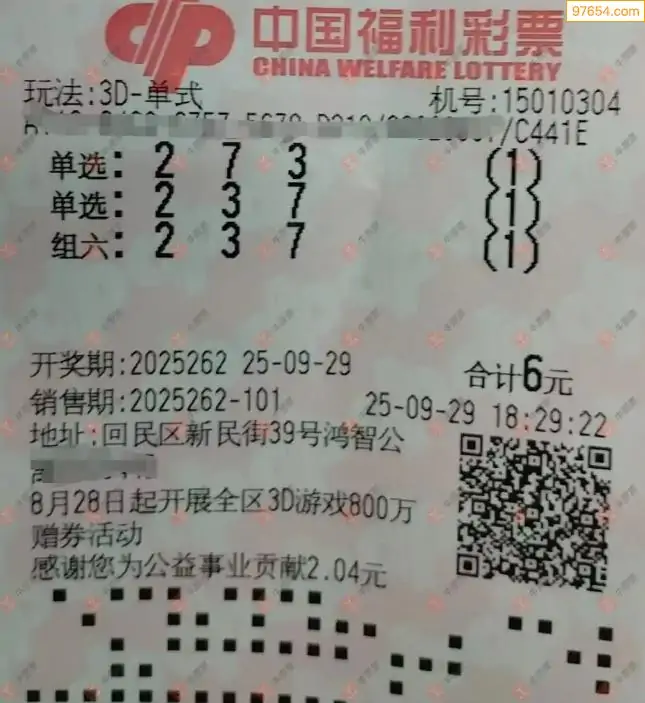 97654.com
中国福利彩票
CHINA WELFARE LOTTERY
玩法:3D-单式
机号:15010304
/C441E
单选: 2 7 3 (1)
单选: 2 3 7 (1)
组六: 2 3 7 (1)
开奖期:2025262 25-09-29
合计6元
销售期:2025262-101
25-09-29 18:29:22
地址:回民区新民街39号鸿智公
8月28日起开展全区3D游戏800万
赠券活动
感谢您为公益事业贡献2.04元